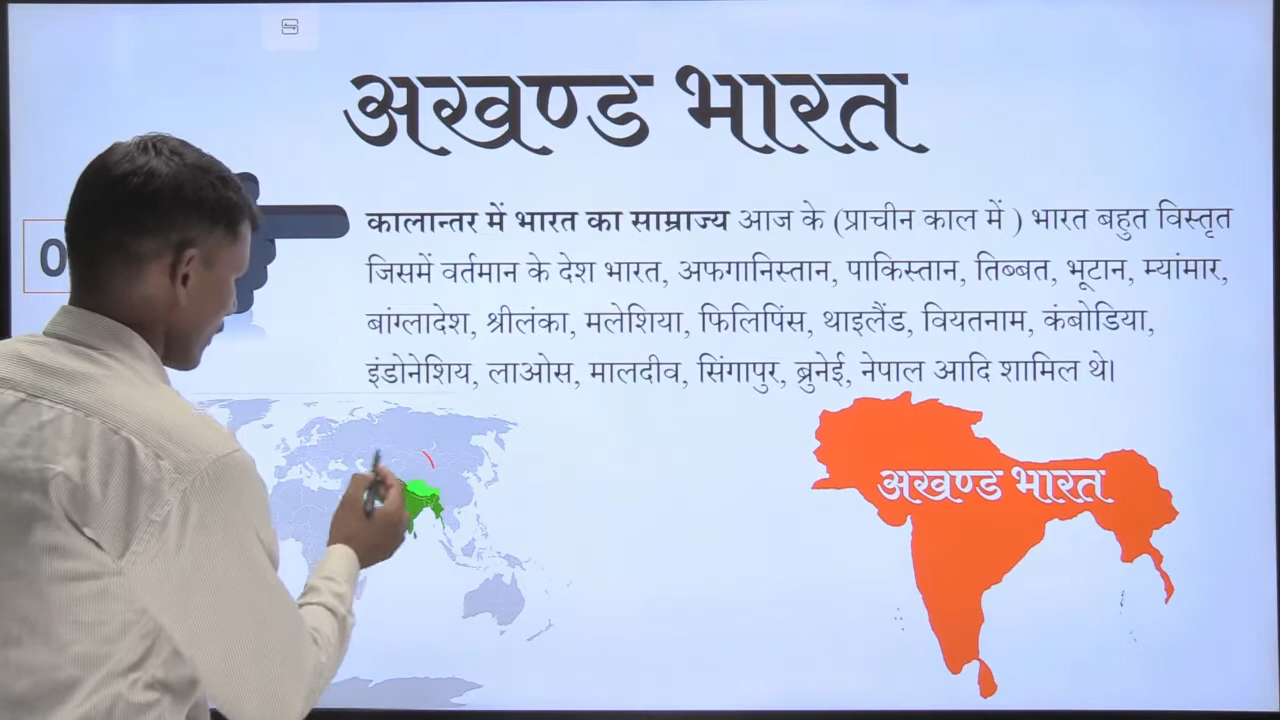 अखण्ड भारत
0
कालान्तर में भारत का साम्राज्य आज के (प्राचीन काल में ) भारत बहुत विस्तृत
जिसमें वर्तमान के देश भारत, अफगानिस्तान, पाकिस्तान, तिब्बत, भूटान, म्यांमार,
बांग्लादेश, श्रीलंका, मलेशिया, फिलिपिंस, थाइलैंड, वियतनाम, कंबोडिया,
इंडोनेशिय, लाओस, मालदीव, सिंगापुर, ब्रुनेई, नेपाल आदि शामिल थे।
अखण्ड भारत